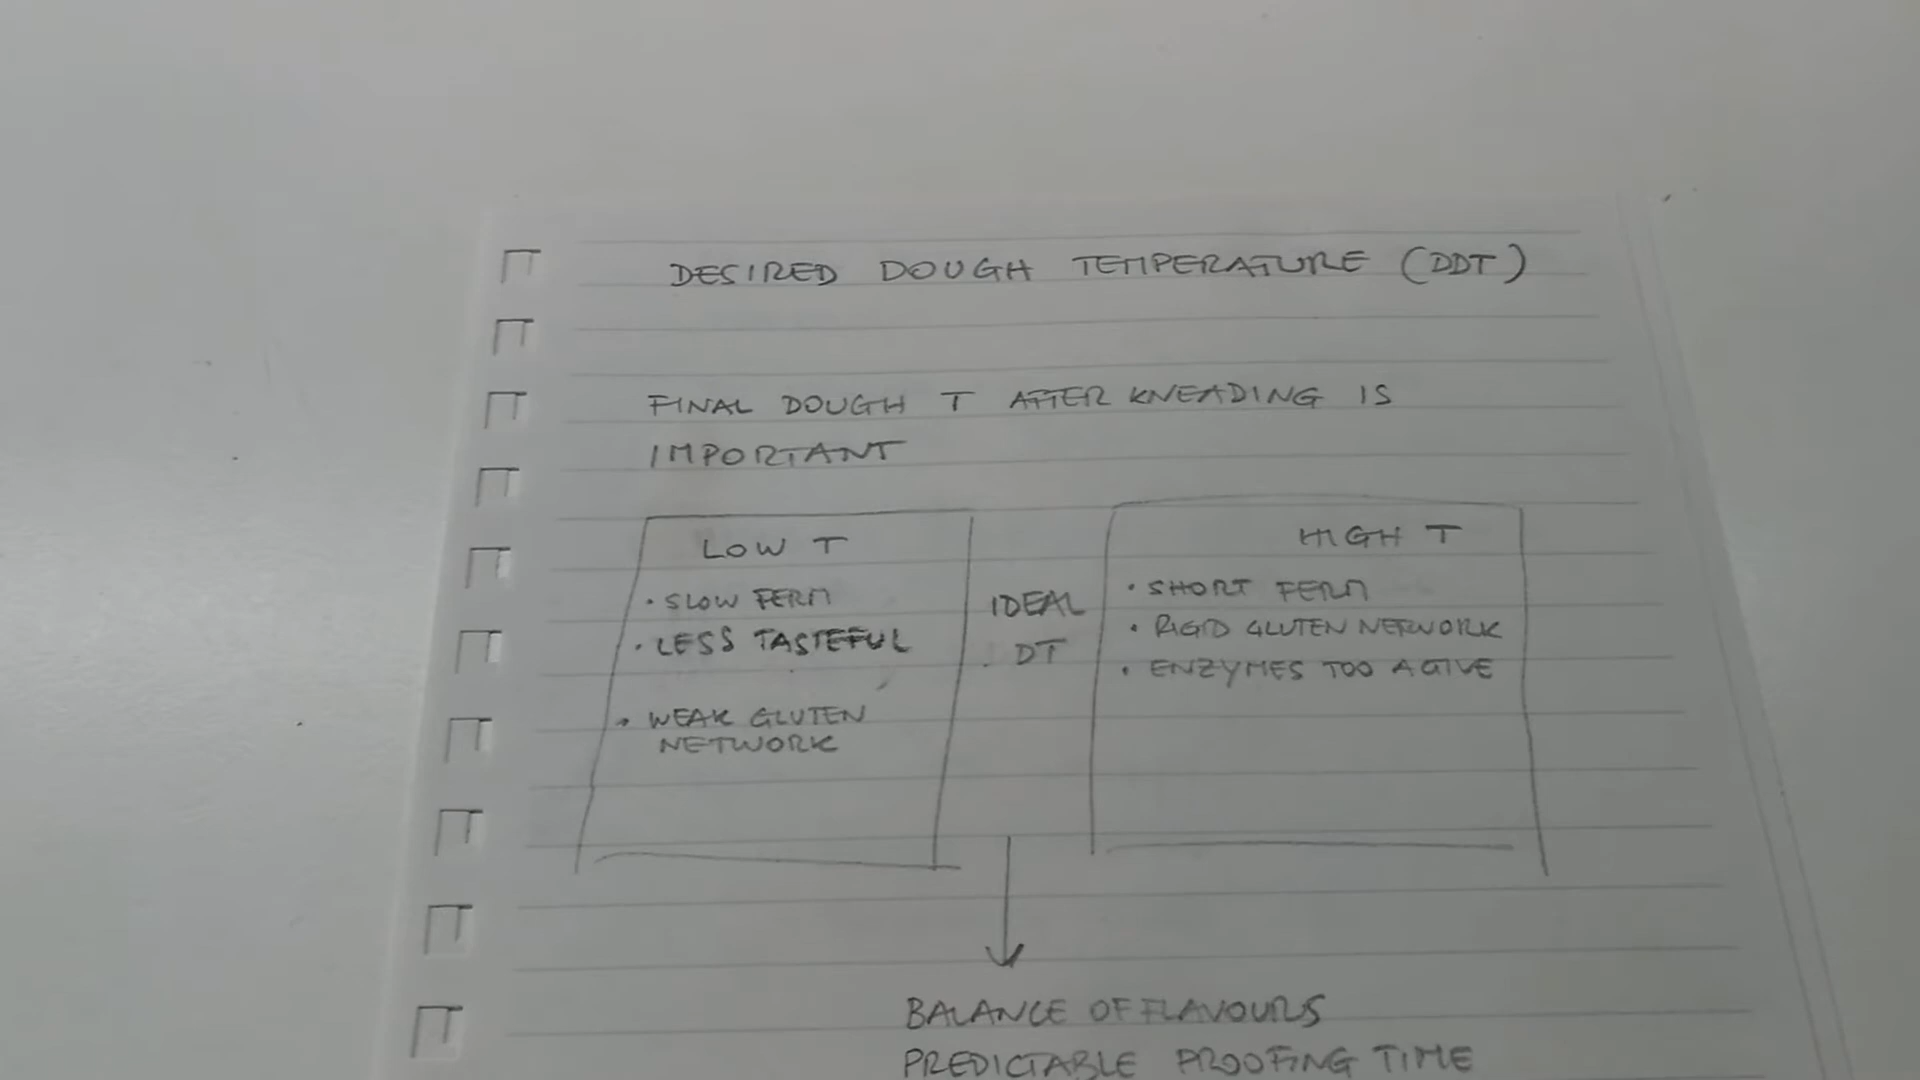 DESIRED DOUGH TEMPERATURE (DDT)
FINAL DOUGH T AFTER KNEADING IS
IMPORTANT
LOW T
• SLOW FERM
• LESS TASTEFUL
• WEAK GLUTEN
NETWORK
IDEAL
DT
HIGH T
• SHORT FERM
• RIGID GLUTEN NETWORK
• ENZYMES TOO ACTIVE
BALANCE OF FLAVOURS
PREDICTABLE PROOFING TIME